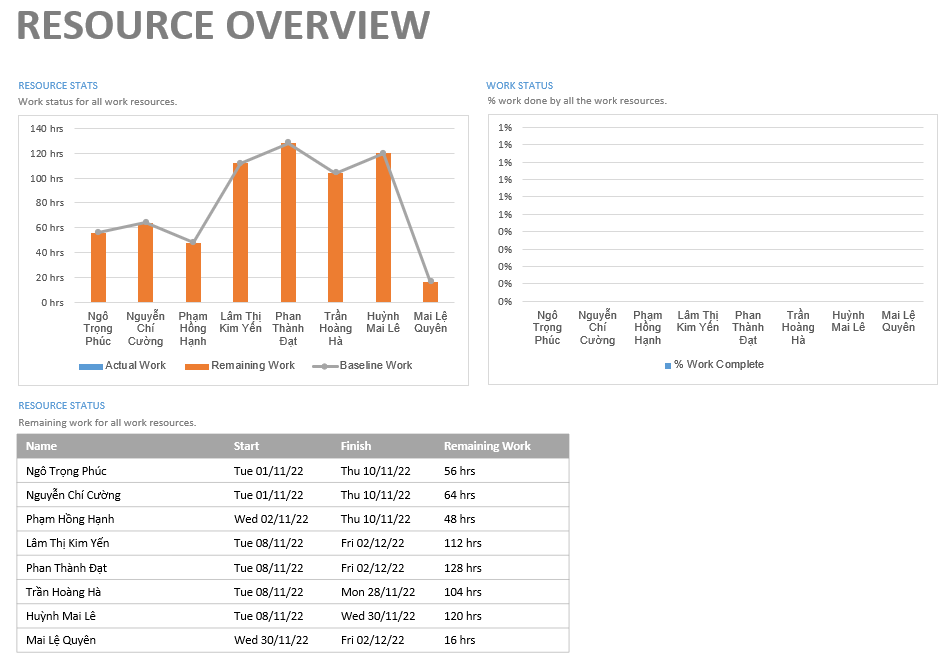 RESOURCE OVERVIEW
RESOURCE STATS
Work status for all work resources.
140 hrs
120 hrs
100 hrs
80 hrs
60 hrs
40 hrs
20 hrs
0 hrs
Ngô Trọng Phúc
Nguyễn Chí Cường
Phạm Hồng Hạnh
Lâm Thị Kim Yến
Phan Thành Đạt
Trần Hoàng Hà
Huỳnh Mai Lê
Mai Lệ Quyên
Actual Work Remaining Work Baseline Work
WORK STATUS
% work done by all the work resources.
1%
1%
1%
1%
1%
1%
0%
0%
0%
0%
0%
Ngô Trọng Phúc
Nguyễn Chí Cường
Phạm Hồng Hạnh
Lâm Thị Kim Yến
Phan Thành Đạt
Trần Hoàng Hà
Huỳnh Mai Lê
Mai Lệ Quyên
% Work Complete
RESOURCE STATUS
Remaining work for all work resources.
Name Start Finish Remaining Work
Ngô Trọng Phúc Tue 01/11/22 Thu 10/11/22 56 hrs
Nguyễn Chí Cường Tue 01/11/22 Thu 10/11/22 64 hrs
Phạm Hồng Hạnh Wed 02/11/22 Thu 10/11/22 48 hrs
Lâm Thị Kim Yến Tue 08/11/22 Fri 02/12/22 112 hrs
Phan Thành Đạt Tue 08/11/22 Fri 02/12/22 128 hrs
Trần Hoàng Hà Tue 08/11/22 Mon 28/11/22 104 hrs
Huỳnh Mai Lê Tue 08/11/22 Wed 30/11/22 120 hrs
Mai Lệ Quyên Wed 30/11/22 Fri 02/12/22 16 hrs